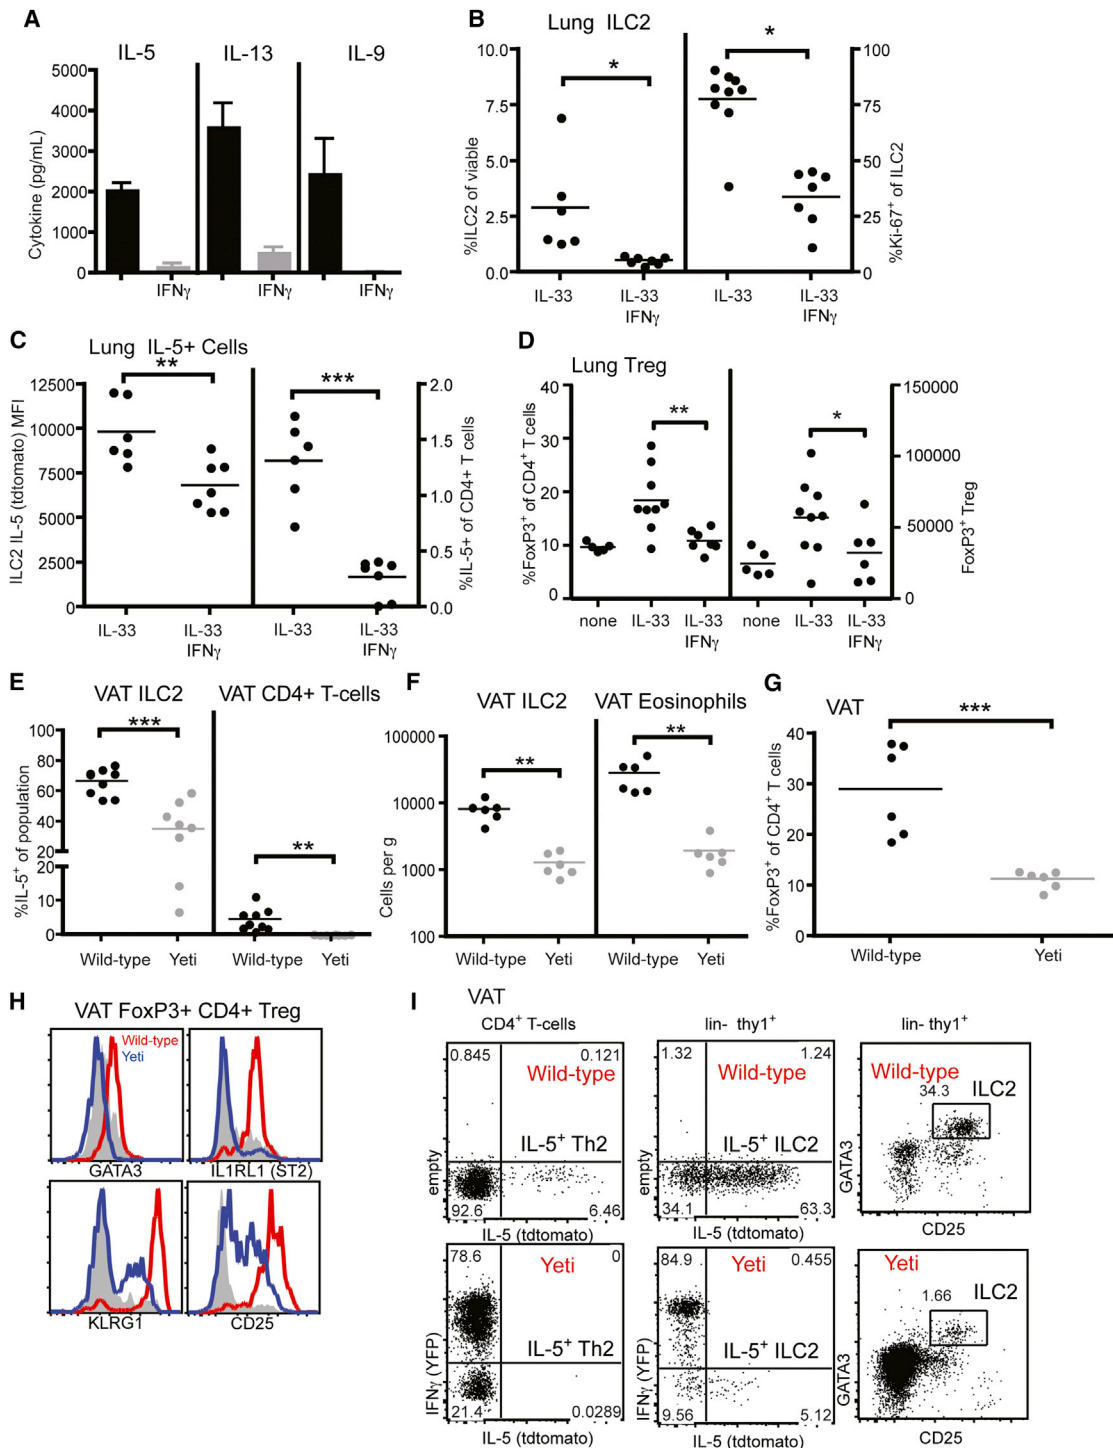 A
IL-5 IL-13 IL-9
Cytokine (pg/mL)
5000
4000
3000
2000
1000
0
IFNγ IFNγ IFNγ
B
Lung ILC2
%ILC2 of viable
10.0
7.5
5.0
2.5
0.0
* *
100
75
50
25
0
%Ki-67+ of ILC2
IL-33 IL-33 IL-33 IL-33
IFNγ IFNγ
C
Lung IL-5+ Cells
ILC2 IL-5 (tdtomato) MFI
12500
10000
7500
5000
2500
0
** ***
2.0
1.5
1.0
0.5
0.0
%IL-5+ of CD4+ T cells
IL-33 IL-33 IL-33 IL-33
IFNγ IFNγ
D
Lung Treg
%FoxP3+ of CD4+ T cells
40
30
20
10
0
** *
150000
100000
50000
0
FoxP3+ Treg
none IL-33 IL-33 none IL-33 IL-33
IFNγ IFNγ
E
VAT ILC2 VAT CD4+ T-cells
%IL-5+ of population
100
80
60
40
20
20
10
0
*** **
Wild-type Yeti Wild-type Yeti
F
VAT ILC2 VAT Eosinophils
Cells per g
100000
10000
1000
100
** **
Wild-type Yeti Wild-type Yeti
G
VAT
%FoxP3+ of CD4+ T cells
40
30
20
10
0
***
Wild-type Yeti
H
VAT FoxP3+ CD4+ Treg
Wild-type
Yeti
GATA3 IL1RL1 (ST2)
KLRG1 CD25
I
VAT
CD4+ T-cells lin- thy1+ lin- thy1+
0.845 0.121
Wild-type
IL-5+ Th2
92.6 6.46
empty
IL-5 (tdtomato)
1.32 1.24
Wild-type
IL-5+ ILC2
34.1 63.3
empty
IL-5 (tdtomato)
Wild-type
34.3 ILC2
GATA3
CD25
78.6 0
Yeti
IL-5+ Th2
21.4 0.0289
IFNγ (YFP)
IL-5 (tdtomato)
84.9 0.455
Yeti
IL-5+ ILC2
9.56 5.12
IFNγ (YFP)
IL-5 (tdtomato)
Yeti
1.66 ILC2
GATA3
CD25